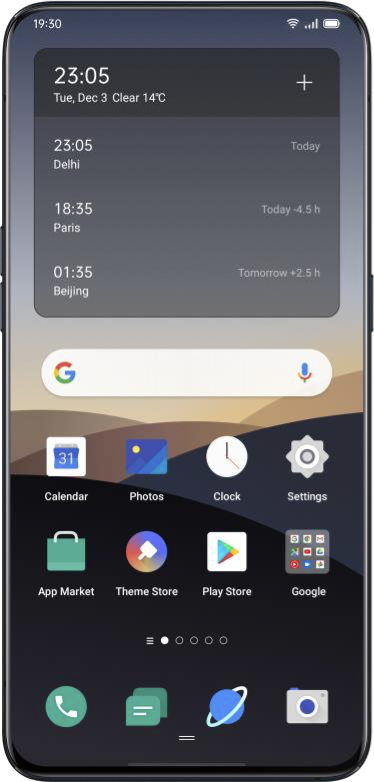 19:30
23:05
Tue, Dec 3 Clear 14℃
23:05 Today
Delhi
18:35 Today -4.5 h
Paris
01:35 Tomorrow +2.5 h
Beijing
G
31
Calendar Photos Clock Settings
App Market Theme Store Play Store Google